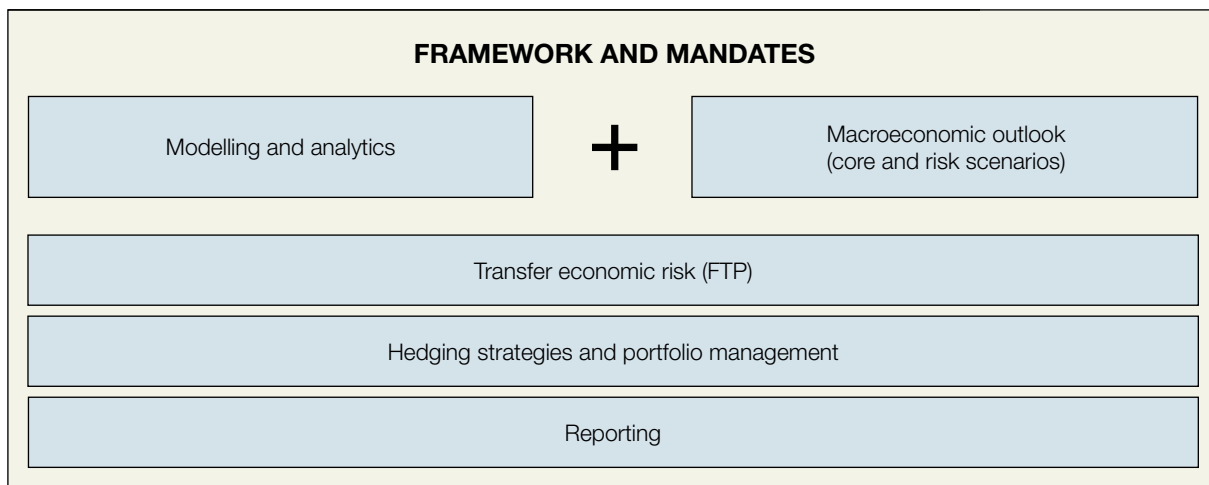 FRAMEWORK AND MANDATES
Modelling and analytics
+
Macroeconomic outlook
(core and risk scenarios)
Transfer economic risk (FTP)
Hedging strategies and portfolio management
Reporting